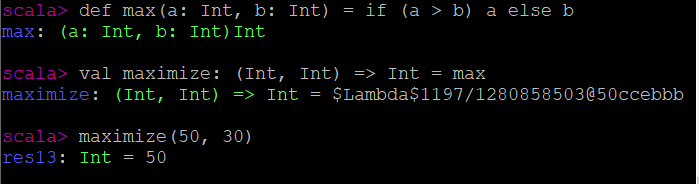 scala> def max(a: Int, b: Int) = if (a > b) a else b
max: (a: Int, b: Int)Int
scala> val maximize: (Int, Int) => Int = max
maximize: (Int, Int) => Int = $Lambda$1197/1280858503@50ccebbb
scala> maximize(50, 30)
res13: Int = 50